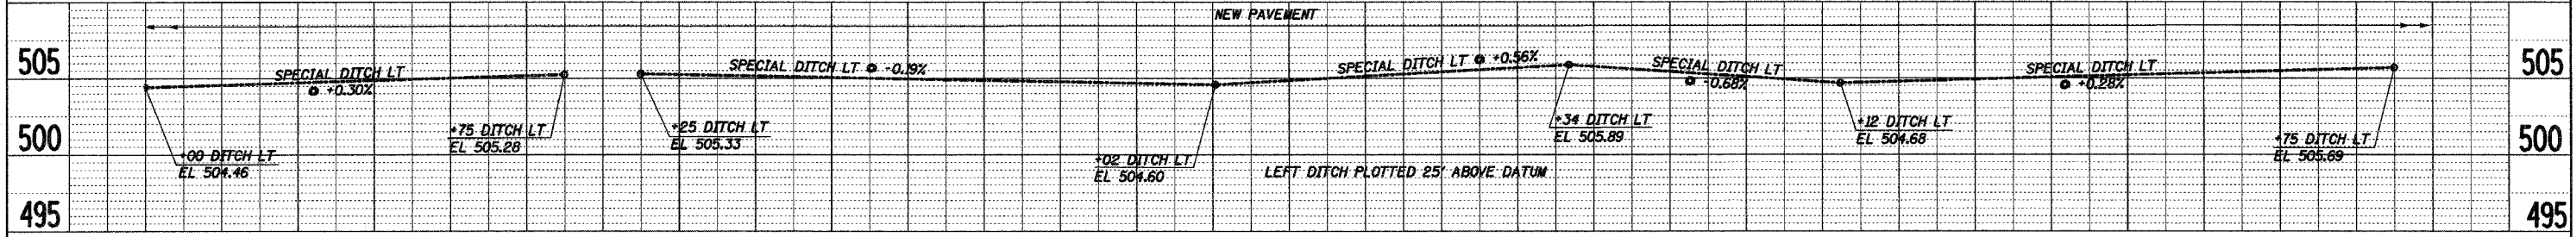 NEW PAVEMENT
505
505
SPECIAL DITCH LT
+0.30%
SPECIAL DITCH LT -0.19%
SPECIAL DITCH LT +0.56%
SPECIAL DITCH LT
-0.68%
SPECIAL DITCH LT
+0.28%
500
500
+00 DITCH LT
EL 504.46
+75 DITCH LT
EL 505.28
+25 DITCH LT
EL 505.33
+02 DITCH LT
EL 504.60
LEFT DITCH PLOTTED 25' ABOVE DATUM
+34 DITCH LT
EL 505.89
+12 DITCH LT
EL 504.68
+75 DITCH LT
EL 505.69
495
495